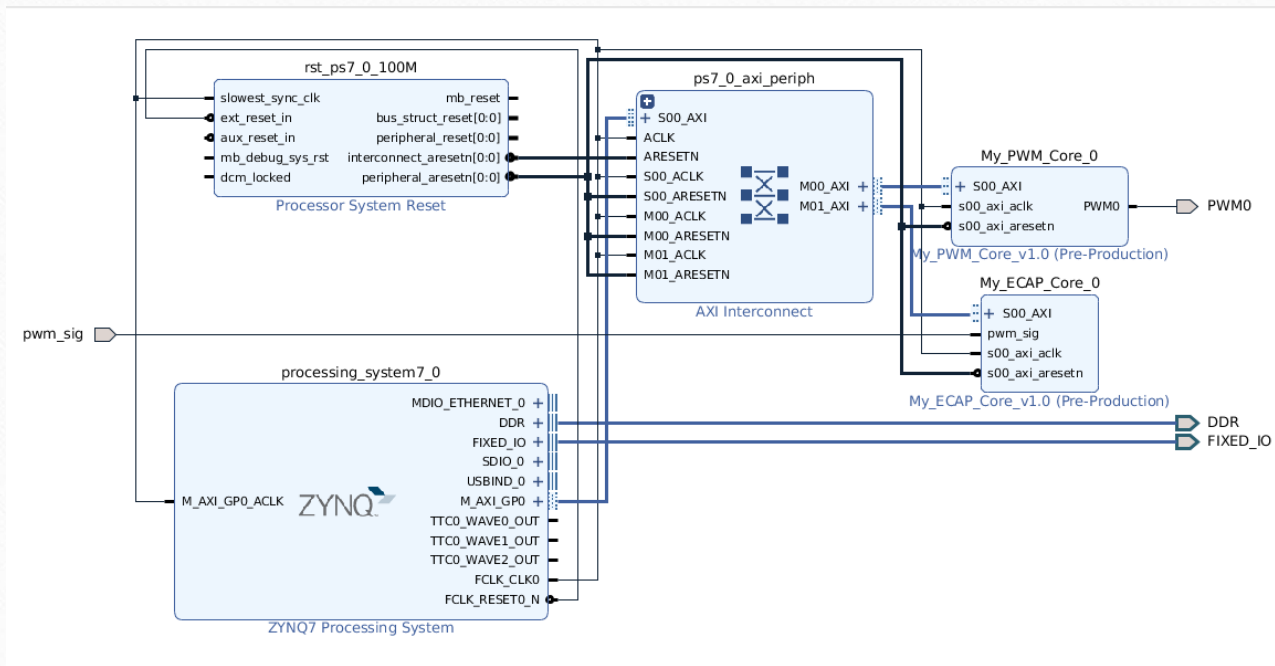 rst_ps7_0_100M
slowest_sync_clk
ext_reset_in
aux_reset_in
mb_debug_sys_rst
dcm_locked
mb_reset
bus_struct_reset[0:0]
peripheral_reset[0:0]
interconnect_aresetn[0:0]
peripheral_aresetn[0:0]
Processor System Reset
ps7_0_axi_periph
S00_AXI
ACLK
ARESETN
S00_ACLK
S00_ARESETN
M00_ACLK
M00_ARESETN
M01_ACLK
M01_ARESETN
M00_AXI
M01_AXI
AXI Interconnect
My_PWM_Core_0
S00_AXI
s00_axi_aclk
s00_axi_aresetn
PWM0
My_PWM_Core_v1.0 (Pre-Production)
PWM0
My_ECAP_Core_0
S00_AXI
pwm_sig
s00_axi_aclk
s00_axi_aresetn
My_ECAP_Core_v1.0 (Pre-Production)
pwm_sig
processing_system7_0
M_AXI_GP0_ACLK
ZYNQ
MDIO_ETHERNET_0
DDR
FIXED_IO
SDIO_0
USBIND_0
M_AXI_GP0
TTC0_WAVE0_OUT
TTC0_WAVE1_OUT
TTC0_WAVE2_OUT
FCLK_CLK0
FCLK_RESET0_N
ZYNQ7 Processing System
DDR
FIXED_IO